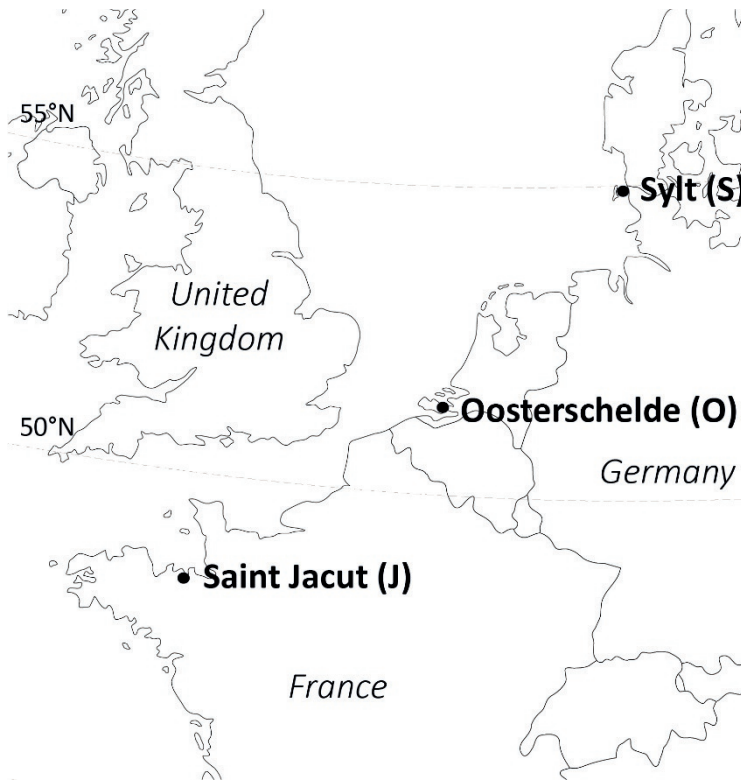 55°N
Sylt (S)
United
Kingdom
Oosterschelde (O)
50°N
Germany
Saint Jacut (J)
France